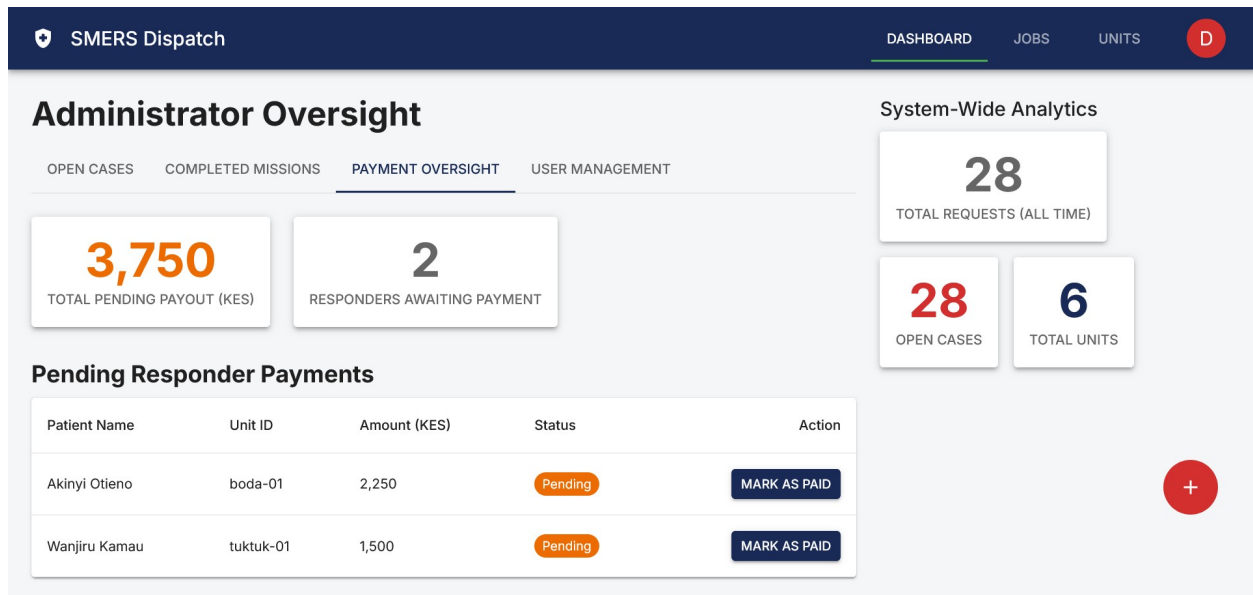 SMERS Dispatch
DASHBOARD JOBS UNITS D
Administrator Oversight
OPEN CASES COMPLETED MISSIONS PAYMENT OVERSIGHT USER MANAGEMENT
3,750
TOTAL PENDING PAYOUT (KES)
2
RESPONDERS AWAITING PAYMENT
Pending Responder Payments
Patient Name Unit ID Amount (KES) Status Action
Akinyi Otieno boda-01 2,250 Pending MARK AS PAID
Wanjiru Kamau tuktuk-01 1,500 Pending MARK AS PAID
System-Wide Analytics
28
TOTAL REQUESTS (ALL TIME)
28
OPEN CASES
6
TOTAL UNITS
+